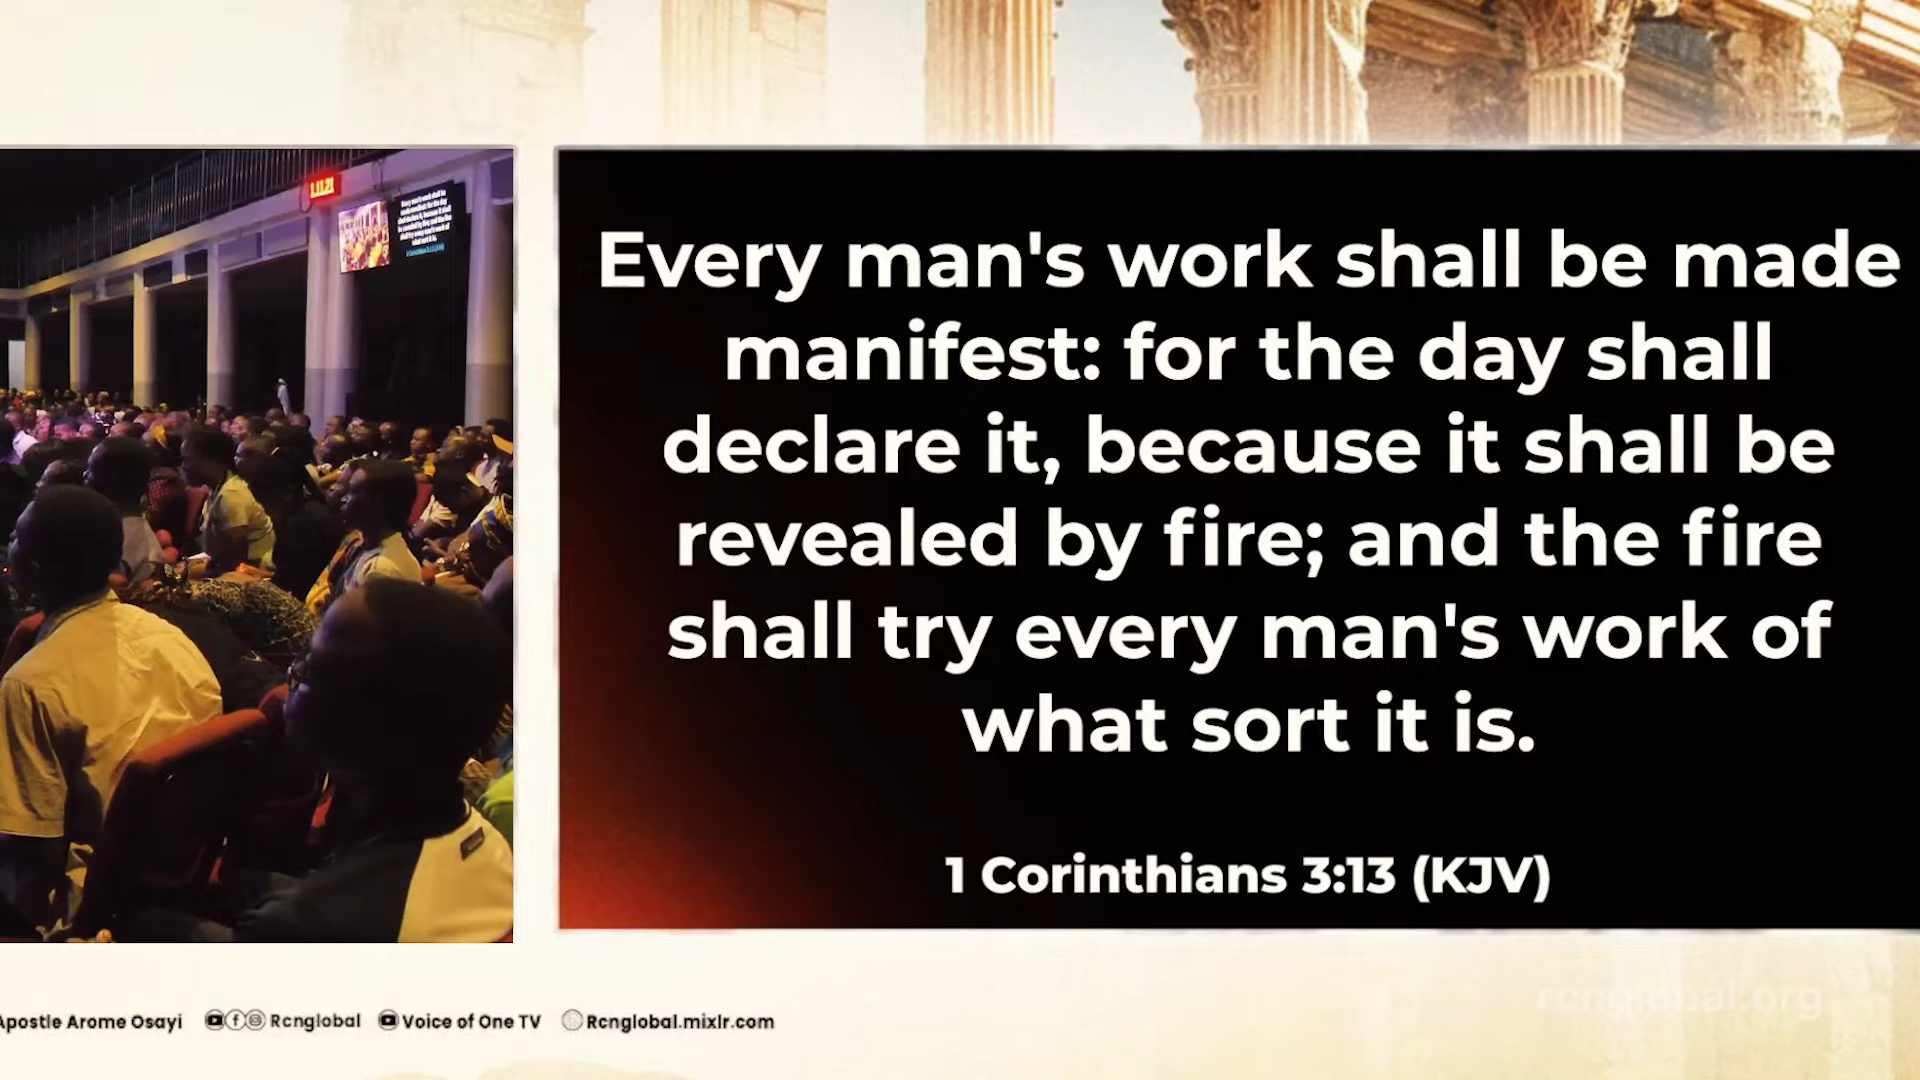 Every man's work shall be made
manifest: for the day shall
declare it, because it shall be
revealed by fire; and the fire
shall try every man's work of
what sort it is.
1 Corinthians 3:13 (KJV)
Apostle Arome Osayi Rcnglobal Voice of One TV Rcnglobal.mixlr.com
rcnglobal.org